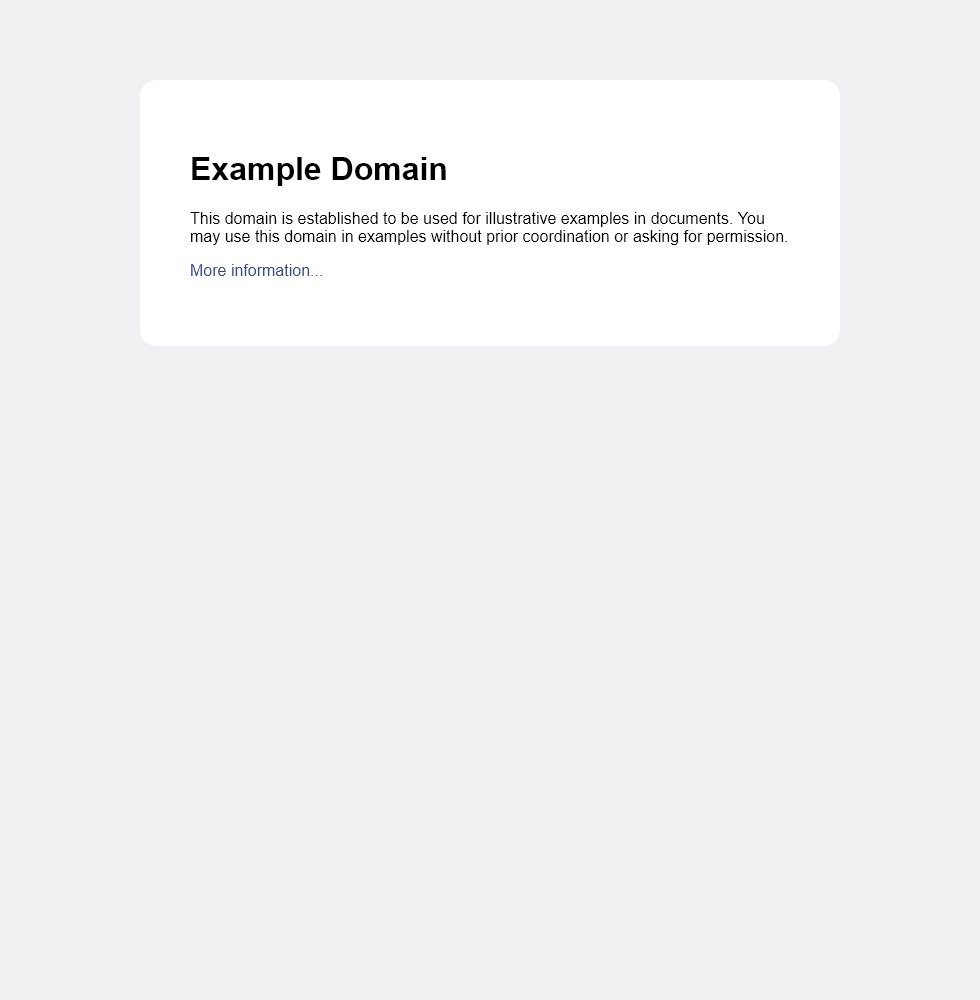 Example Domain
This domain is established to be used for illustrative examples in documents. You
may use this domain in examples without prior coordination or asking for permission.
More information...